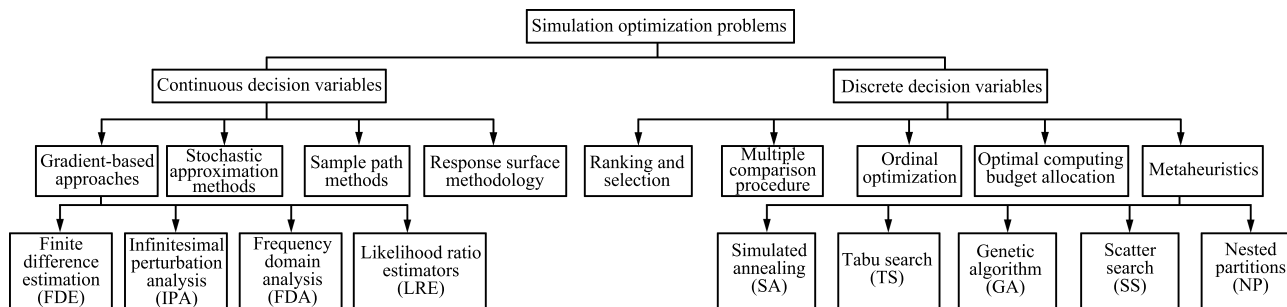 Simulation optimization problems
Continuous decision variables
Discrete decision variables
Gradient-based
approaches
Stochastic
approximation
methods
Sample path
methods
Response surface
methodology
Ranking and
selection
Multiple
comparison
procedure
Ordinal
optimization
Optimal computing
budget allocation
Metaheuristics
Finite
difference
estimation
(FDE)
Infinitesimal
perturbation
analysis
(IPA)
Frequency
domain
analysis
(FDA)
Likelihood ratio
estimators
(LRE)
Simulated
annealing
(SA)
Tabu search
(TS)
Genetic
algorithm
(GA)
Scatter
search
(SS)
Nested
partitions
(NP)